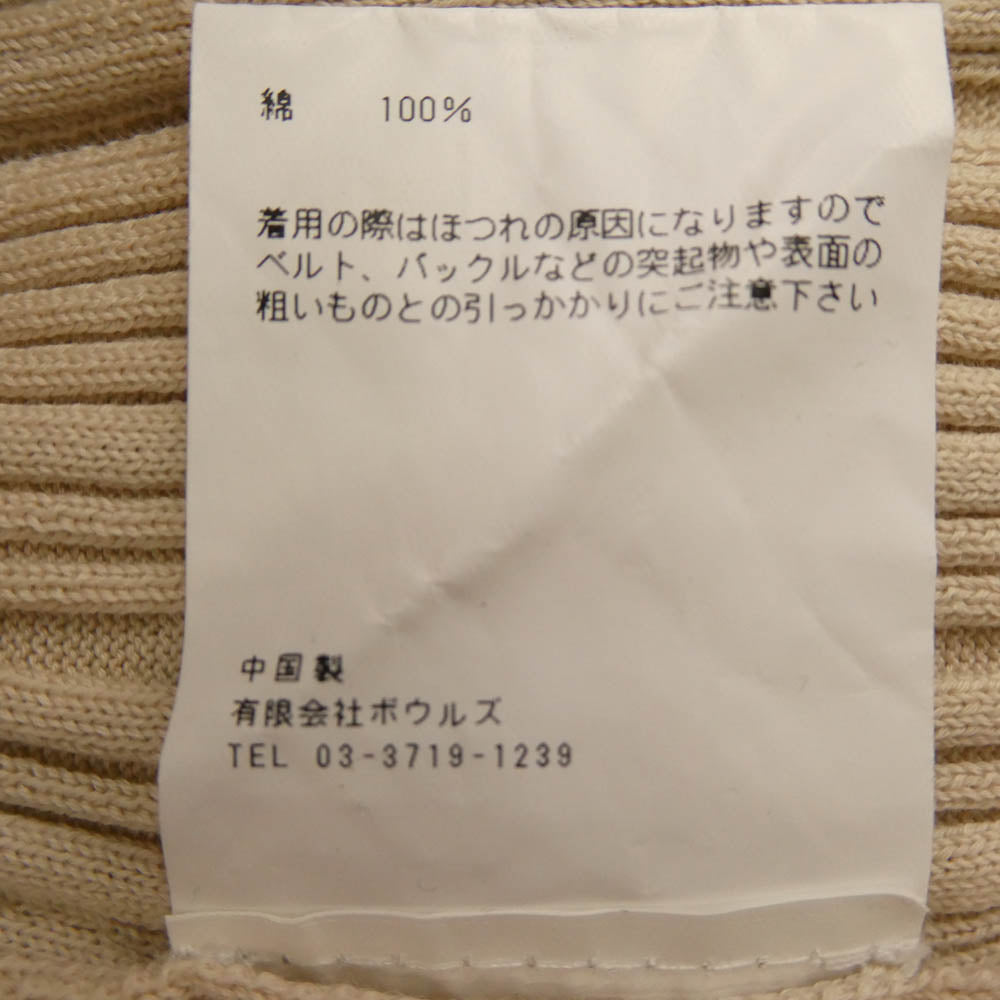 綿 100%
着用の際はほつれの原因になりますので
ベルト、バックルなどの突起物や表面の
粗いものとの引っかかりにご注意下さい
中国製
有限会社ボウルズ
TEL 03-3719-1239